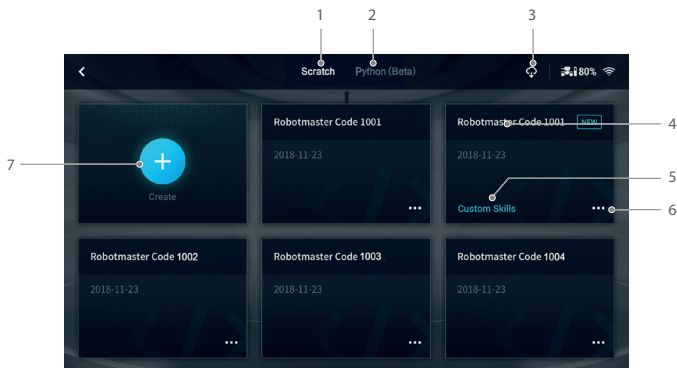 1 2 3
Scratch Python (Beta) 80%
Robotmaster Code 1001
Robotmaster Code 1001 NEW
4
2018-11-23
2018-11-23
7
5
Create
Custom Skills
6
Robotmaster Code 1002
Robotmaster Code 1003
Robotmaster Code 1004
2018-11-23
2018-11-23
2018-11-23